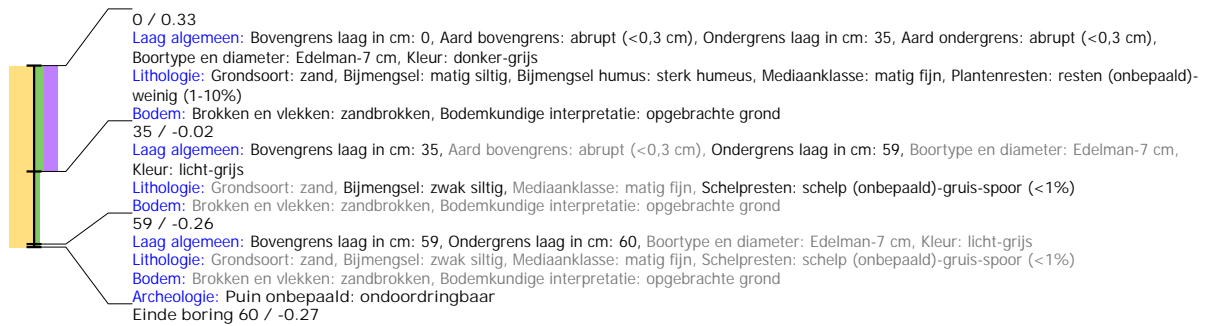 0 / 0.33
Laag algemeen: Bovengrens laag in cm: 0, Aard bovengrens: abrupt (<0,3 cm), Ondergrens laag in cm: 35, Aard ondergrens: abrupt (<0,3 cm),
Boortype en diameter: Edelman-7 cm, Kleur: donker-grijs
Lithologie: Grondsoort: zand, Bijmengsel: matig siltig, Bijmengsel humus: sterk humeus, Mediaanklasse: matig fijn, Plantenresten: resten (onbepaald)-
weinig (1-10%)
Bodem: Brokken en vlekken: zandbrokken, Bodemkundige interpretatie: opgebrachte grond
35 / -0.02
Laag algemeen: Bovengrens laag in cm: 35, Aard bovengrens: abrupt (<0,3 cm), Ondergrens laag in cm: 59, Boortype en diameter: Edelman-7 cm,
Kleur: licht-grijs
Lithologie: Grondsoort: zand, Bijmengsel: zwak siltig, Mediaanklasse: matig fijn, Schelpresten: schelp (onbepaald)-gruis-spoor (<1%)
Bodem: Brokken en vlekken: zandbrokken, Bodemkundige interpretatie: opgebrachte grond
59 / -0.26
Laag algemeen: Bovengrens laag in cm: 59, Ondergrens laag in cm: 60, Boortype en diameter: Edelman-7 cm, Kleur: licht-grijs
Lithologie: Grondsoort: zand, Bijmengsel: zwak siltig, Mediaanklasse: matig fijn, Schelpresten: schelp (onbepaald)-gruis-spoor (<1%)
Bodem: Brokken en vlekken: zandbrokken, Bodemkundige interpretatie: opgebrachte grond
Archeologie: Puin onbepaald: ondoordringbaar
Einde boring 60 / -0.27